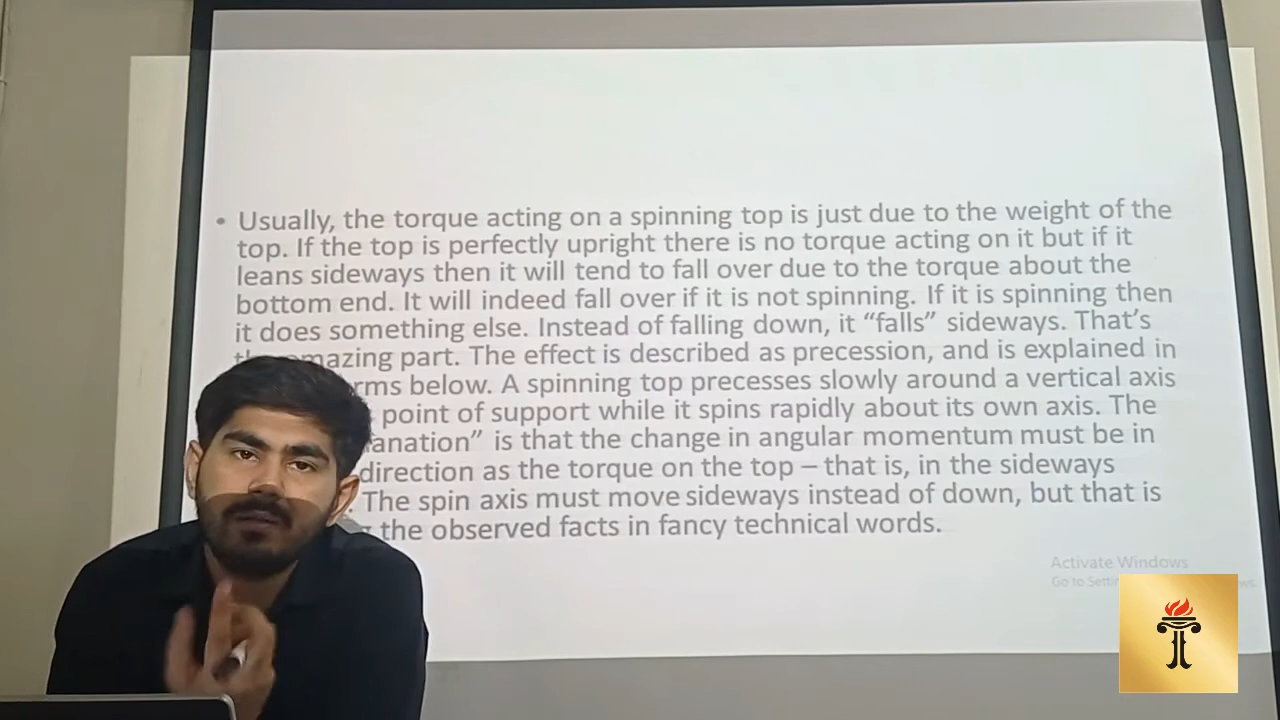 • Usually, the torque acting on a spinning top is just due to the weight of the
top. If the top is perfectly upright there is no torque acting on it but if it
leans sideways then it will tend to fall over due to the torque about the
bottom end. It will indeed fall over if it is not spinning. If it is spinning then
it does something else. Instead of falling down, it “falls” sideways. That’s
amazing part. The effect is described as precession, and is explained in
below. A spinning top precesses slowly around a vertical axis
point of support while it spins rapidly about its own axis. The
is that the change in angular momentum must be in
direction as the torque on the top – that is, in the sideways
The spin axis must move sideways instead of down, but that is
the observed facts in fancy technical words.
Activate Windows
Go to